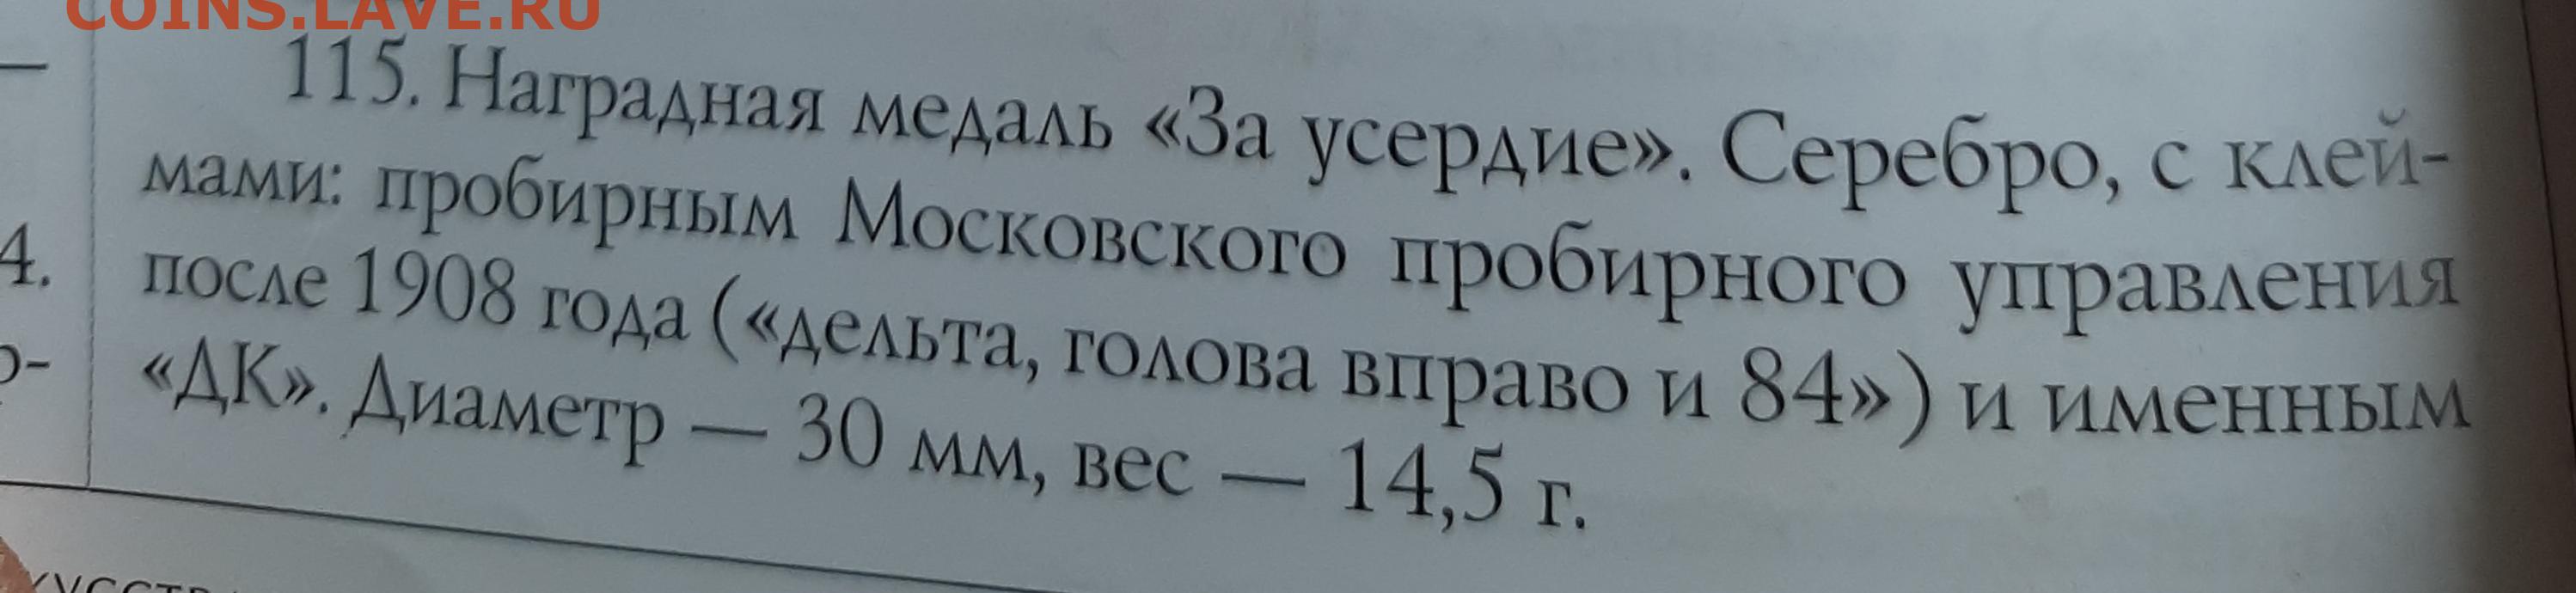 COINS.LAVE.RU
115. Наградная медаль «За усердие». Серебро, с клей-
мами: пробирным Московского пробирного управления
4.
после 1908 года («дельта, голова вправо и 84») и именным
«ДК». Диаметр — 30 мм, вес — 14,5 г.